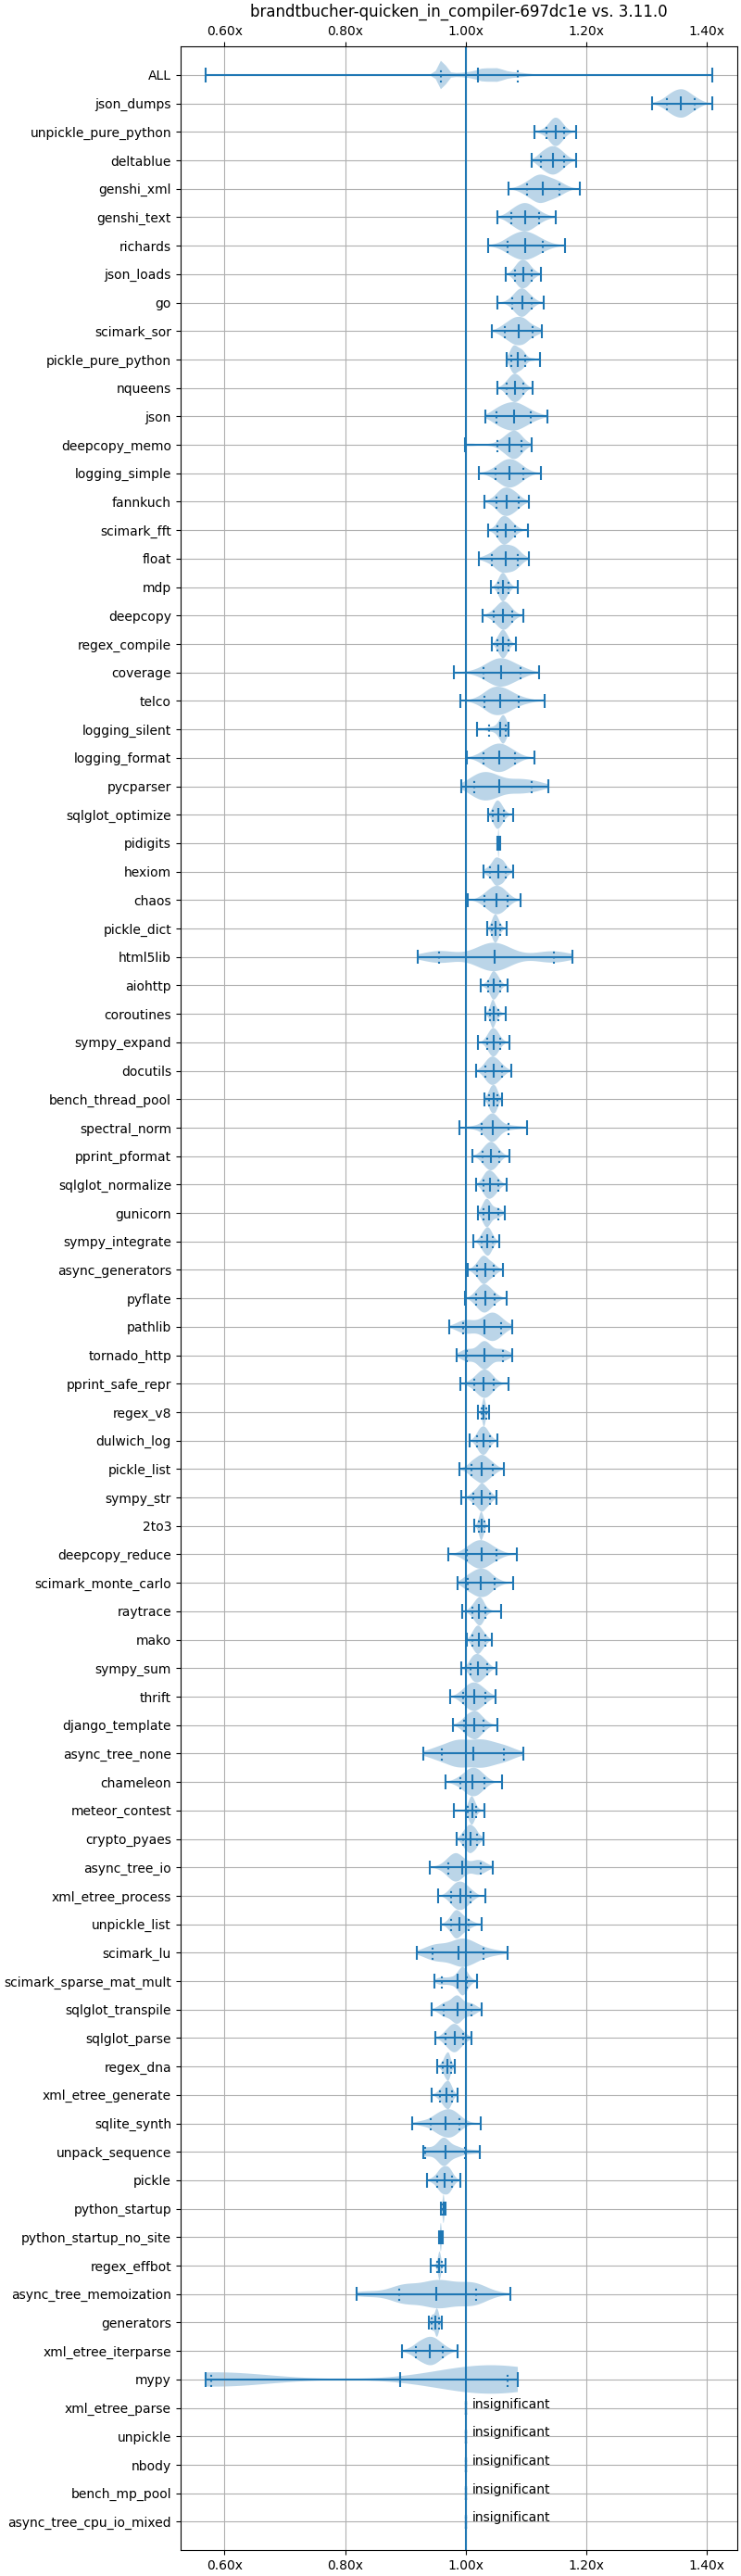 brandtbucher-quicken_in_compiler-697dc1e vs. 3.11.0
0.60x 0.80x 1.00x 1.20x 1.40x
ALL
json_dumps
unpickle_pure_python
deltablue
genshi_xml
genshi_text
richards
json_loads
go
scimark_sor
pickle_pure_python
nqueens
json
deepcopy_memo
logging_simple
fannkuch
scimark_fft
float
mdp
deepcopy
regex_compile
coverage
telco
logging_silent
logging_format
pycparser
sqlglot_optimize
pidigits
hexiom
chaos
pickle_dict
html5lib
aiohttp
coroutines
sympy_expand
docutils
bench_thread_pool
spectral_norm
pprint_pformat
sqlglot_normalize
gunicorn
sympy_integrate
async_generators
pyflate
pathlib
tornado_http
pprint_safe_repr
regex_v8
dulwich_log
pickle_list
sympy_str
2to3
deepcopy_reduce
scimark_monte_carlo
raytrace
mako
sympy_sum
thrift
django_template
async_tree_none
chameleon
meteor_contest
crypto_pyaes
async_tree_io
xml_etree_process
unpickle_list
scimark_lu
scimark_sparse_mat_mult
sqlglot_transpile
sqlglot_parse
regex_dna
xml_etree_generate
sqlite_synth
unpack_sequence
pickle
python_startup
python_startup_no_site
regex_effbot
async_tree_memoization
generators
xml_etree_iterparse
mypy
xml_etree_parse insignificant
unpickle insignificant
nbody insignificant
bench_mp_pool insignificant
async_tree_cpu_io_mixed insignificant
0.60x 0.80x 1.00x 1.20x 1.40x